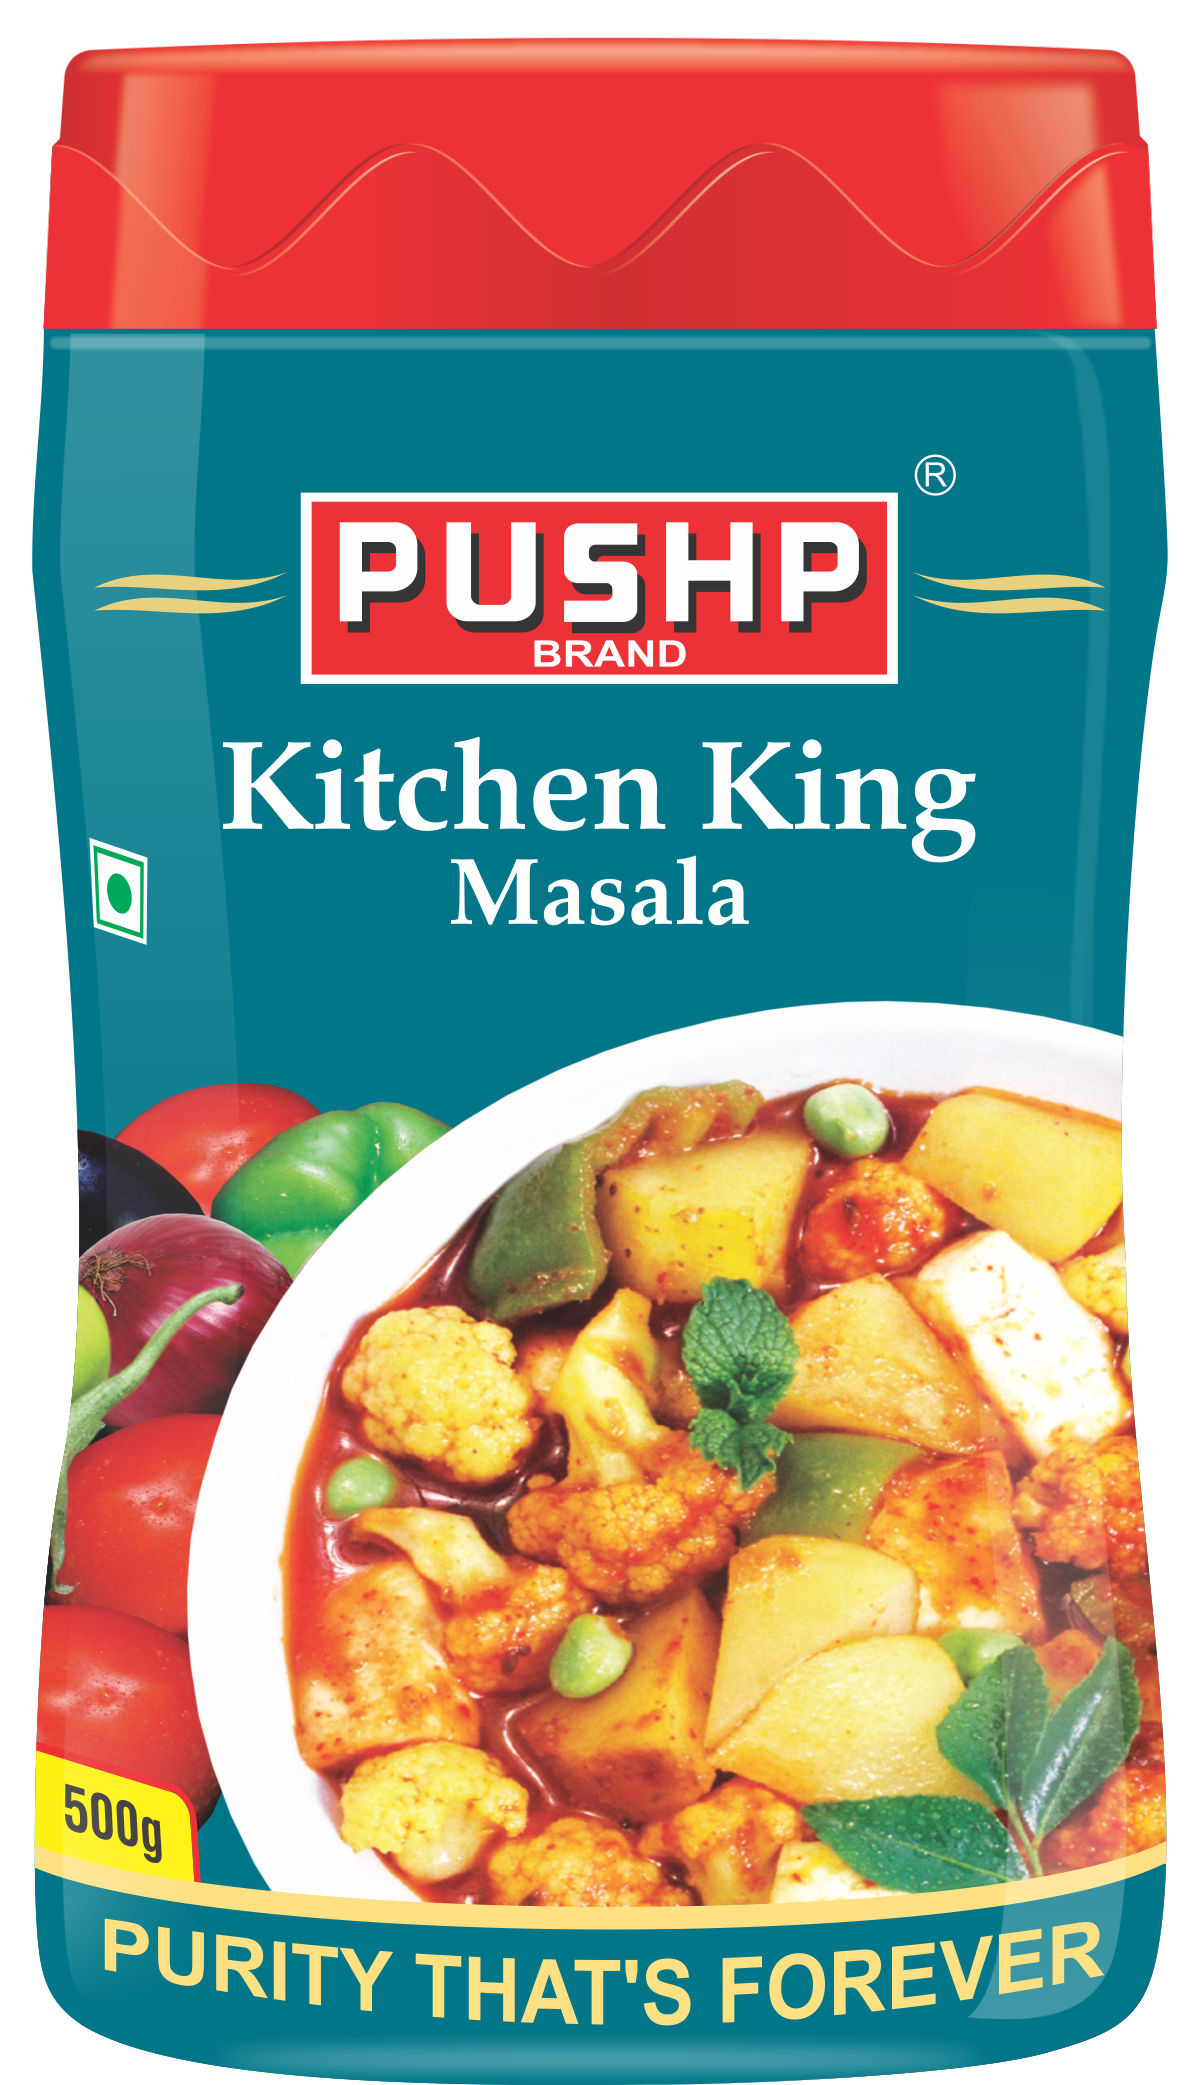 ®
PUSHP
BRAND
Kitchen King
Masala
500g
PURITY THAT'S FOREVER